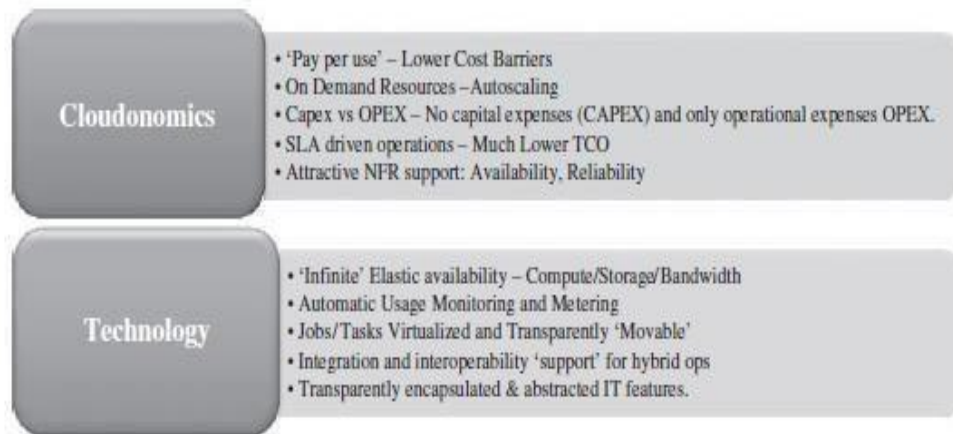 Cloudonomics
• ‘Pay per use’ – Lower Cost Barriers
• On Demand Resources –Autoscaling
• Capex vs OPEX – No capital expenses (CAPEX) and only operational expenses OPEX.
• SLA driven operations – Much Lower TCO
• Attractive NFR support: Availability, Reliability
Technology
• ‘Infinite’ Elastic availability – Compute/Storage/Bandwidth
• Automatic Usage Monitoring and Metering
• Jobs/Tasks Virtualized and Transparently ‘Movable’
• Integration and interoperability ‘support’ for hybrid ops
• Transparently encapsulated & abstracted IT features.